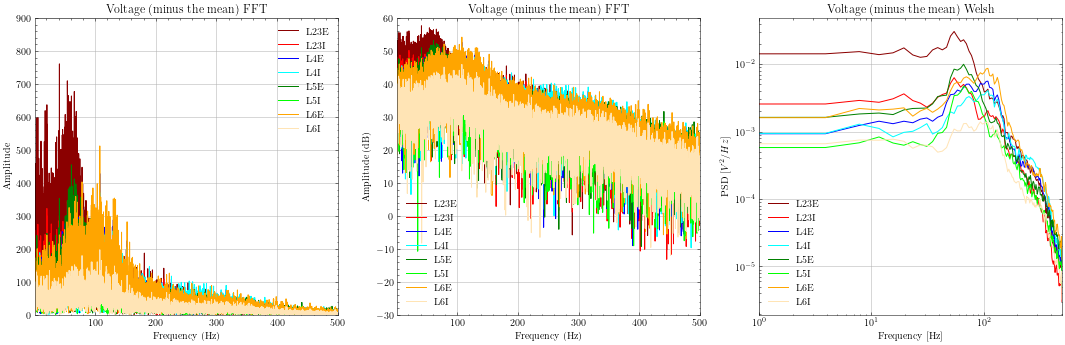 Voltage (minus the mean) FFT
900
800
700
600
500
400
300
200
100
0
100
200
300
400
500
Amplitude
Frequency (Hz)
L23E
L23I
L4E
L4I
L5E
L5I
L6E
L6I
Voltage (minus the mean) FFT
60
50
40
30
20
10
0
−10
−20
−30
100
200
300
400
500
Amplitude (dB)
Frequency (Hz)
L23E
L23I
L4E
L4I
L5E
L5I
L6E
L6I
Voltage (minus the mean) Welsh
10⁻²
10⁻³
10⁻⁴
10⁻⁵
10⁰
10¹
10²
PSD [V²/Hz]
Frequency [Hz]
L23E
L23I
L4E
L4I
L5E
L5I
L6E
L6I